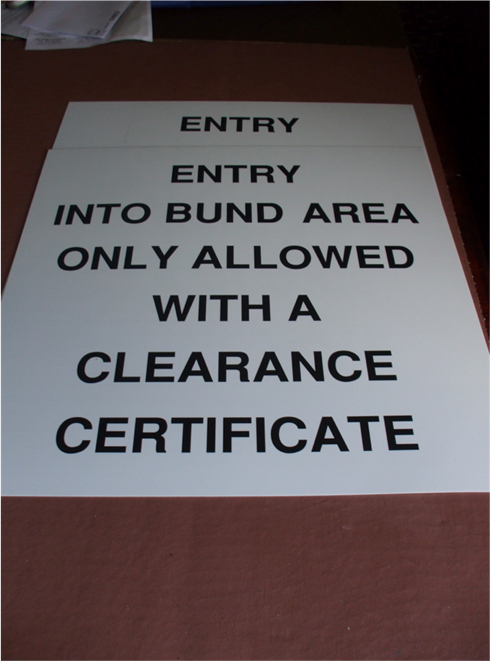 ENTRY
ENTRY
INTO BUND AREA
ONLY ALLOWED
WITH A
CLEARANCE
CERTIFICATE